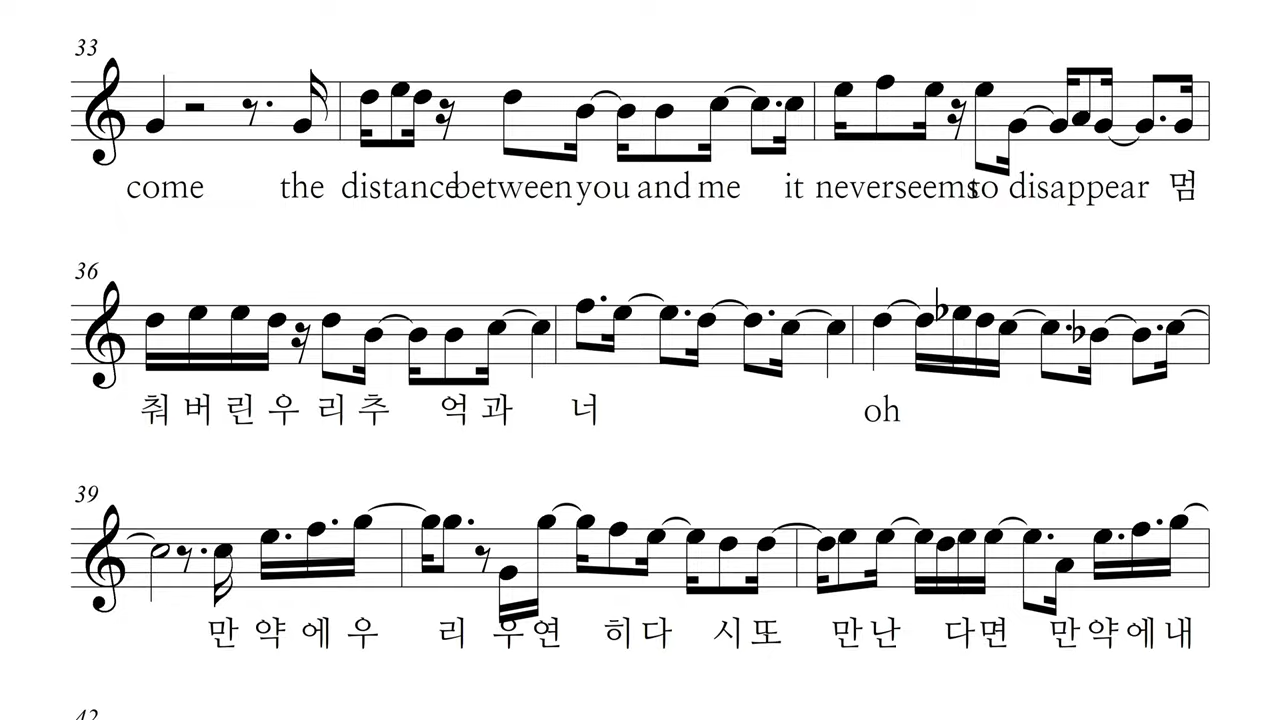 33
come the distance between you and me it never seems to disappear 멈
36
춰 버 린 우 리 추 억 과 너 oh
39
만 약 에 우 리 우 연 히 다 시 또 만 난 다 면 만 약 에 내